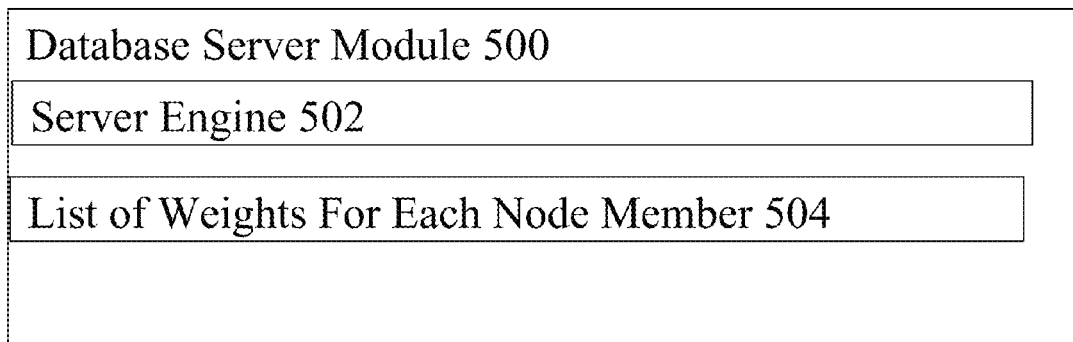 Database Server Module 500
Server Engine 502
List of Weights For Each Node Member 504